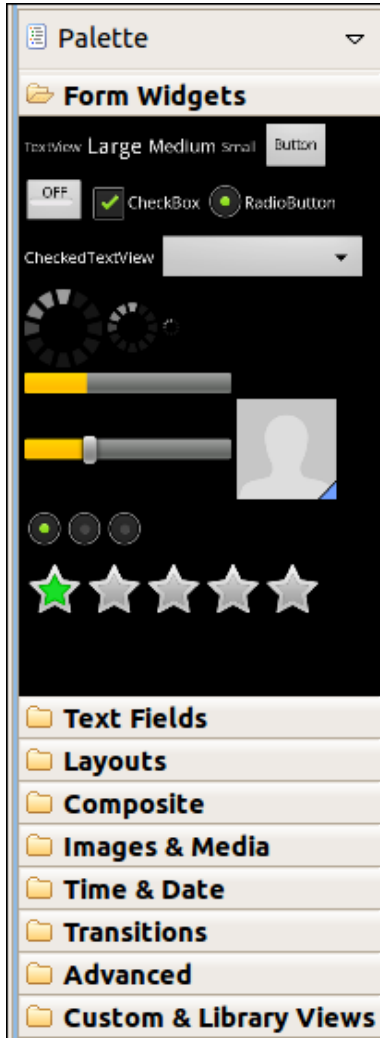 Palette
Form Widgets
TextView Large Medium Small Button
OFF CheckBox RadioButton
CheckedTextView
Text Fields
Layouts
Composite
Images & Media
Time & Date
Transitions
Advanced
Custom & Library Views